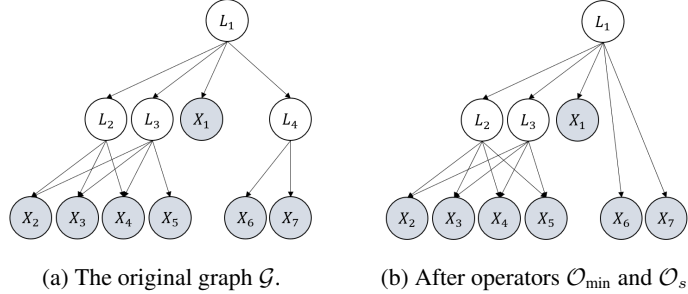 L₁ L₁
L₂ L₃ X₁ L₄ L₂ L₃ X₁
X₂ X₃ X₄ X₅ X₆ X₇ X₂ X₃ X₄ X₅ X₆ X₇
(a) The original graph 𝒢. (b) After operators 𝒪ₘᵢₙ and 𝒪ₛ